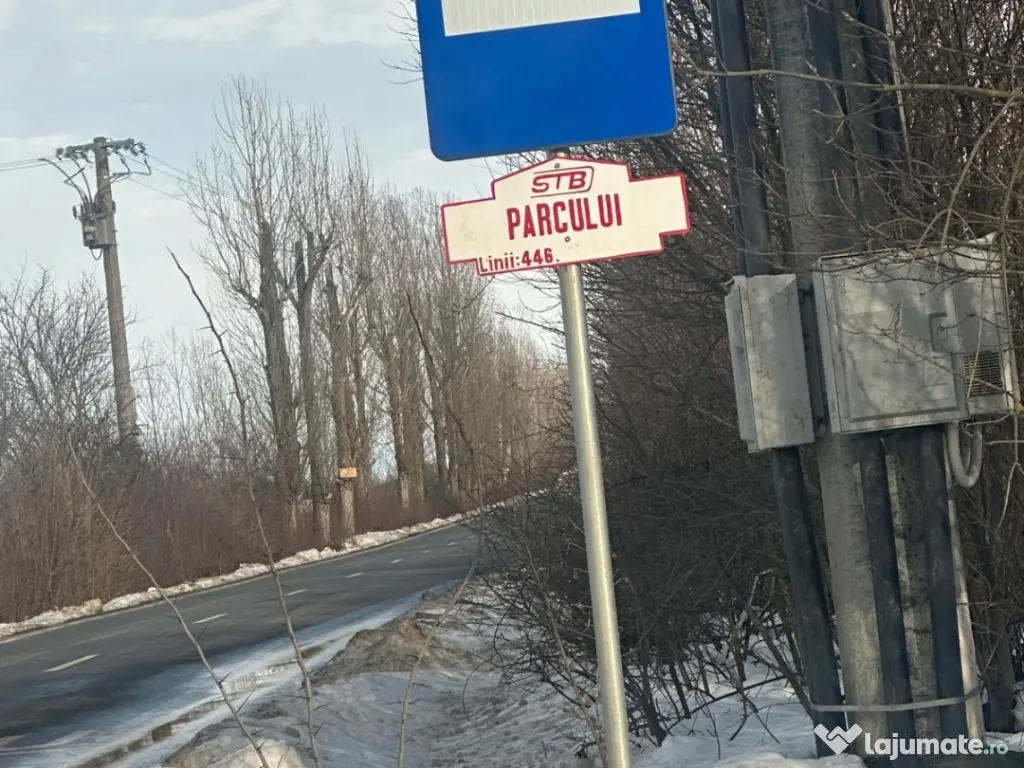 STB
PARCULUI
Linii:446.
lajumate.ro